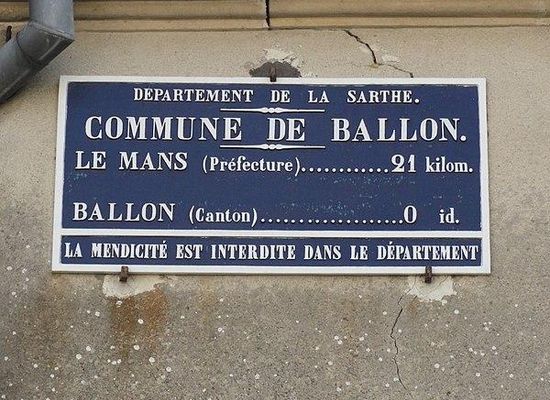 DEPARTEMENT DE LA SARTHE.
COMMUNE DE BALLON.
LE MANS (Préfecture)............21 kilom.
BALLON (Canton)....................0 id.
LA MENDICITÉ EST INTERDITE DANS LE DÉPARTEMENT